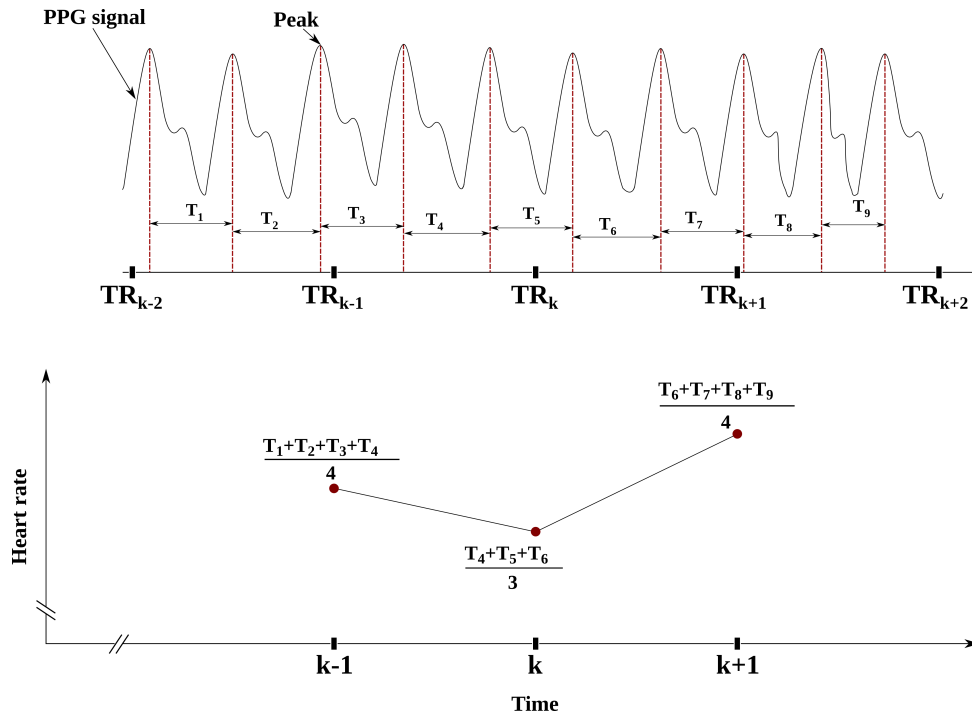 PPG signal
Peak
T1 T2 T3 T4 T5 T6 T7 T8 T9
TRk-2 TRk-1 TRk TRk+1 TRk+2
T6+T7+T8+T9
4
T1+T2+T3+T4
4
T4+T5+T6
3
Heart rate
k-1 k k+1
Time